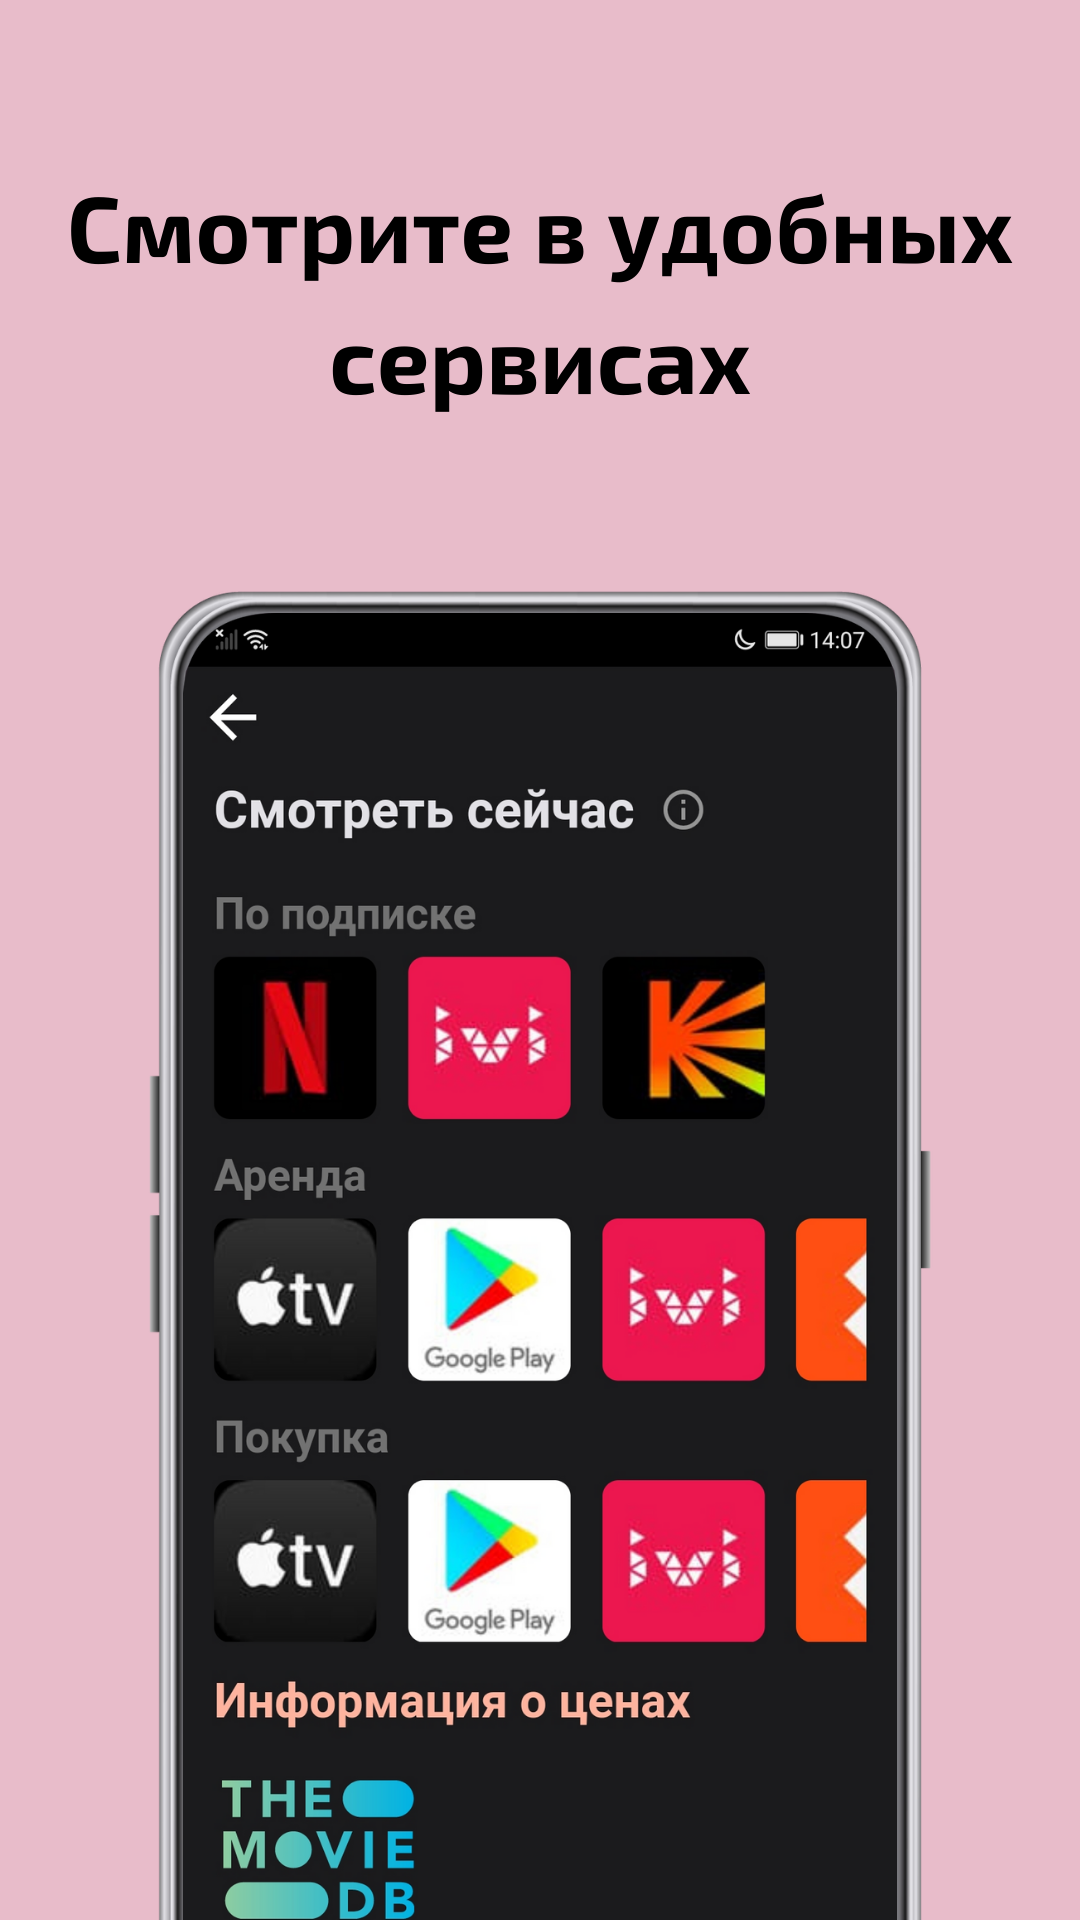 Смотрите в удобных
сервисах
14:07
Смотреть сейчас
По подписке
N
ivi
K
Аренда
tv
Google Play
ivi
Покупка
tv
Google Play
ivi
Информация о ценах
THE
MOVIE
DB